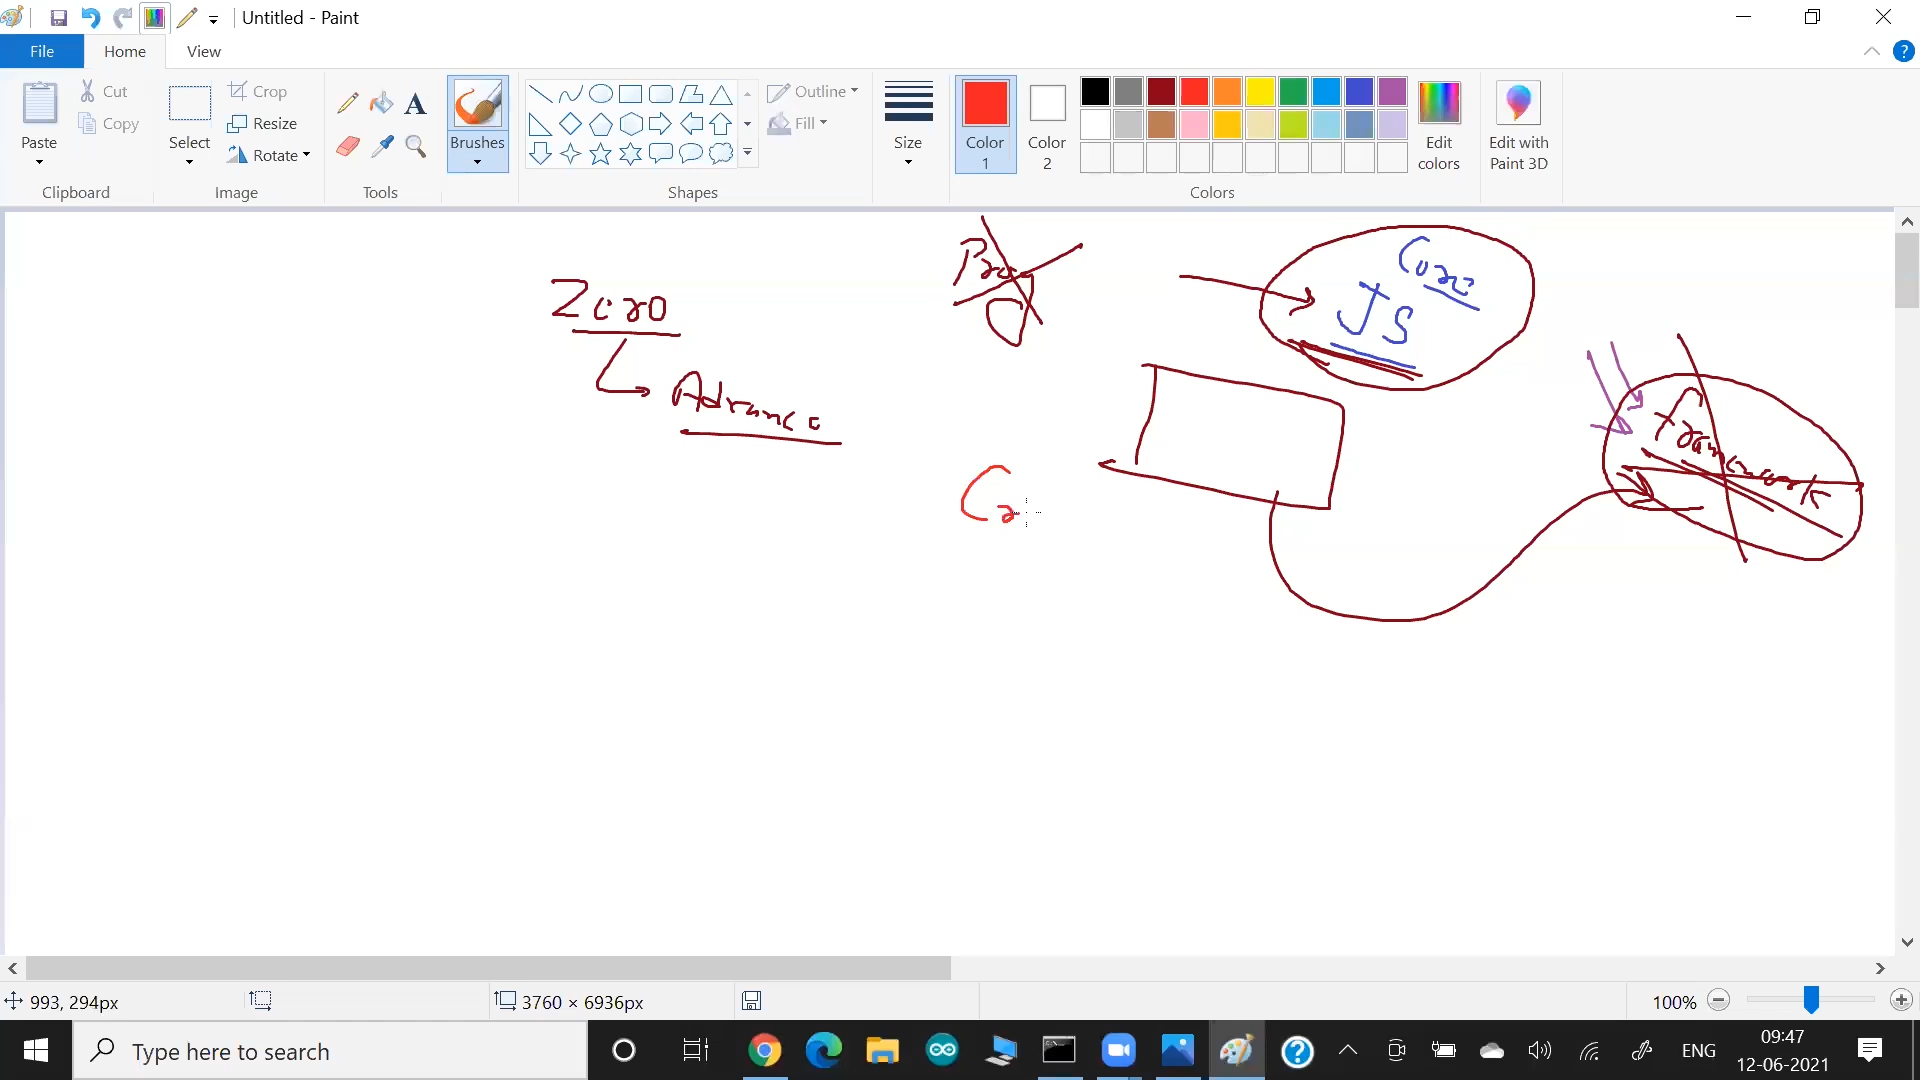 Untitled - Paint
File
Home
View
Paste
Cut
Copy
Clipboard
Select
Crop
Resize
Rotate
Image
Tools
Brushes
Shapes
Outline
Fill
Size
Color
1
Color
2
Edit
colors
Edit with
Paint 3D
Colors
Zero
Advance
Core
JS
framework
993, 294px
3760 × 6936px
100%
Type here to search
ENG
09:47
12-06-2021